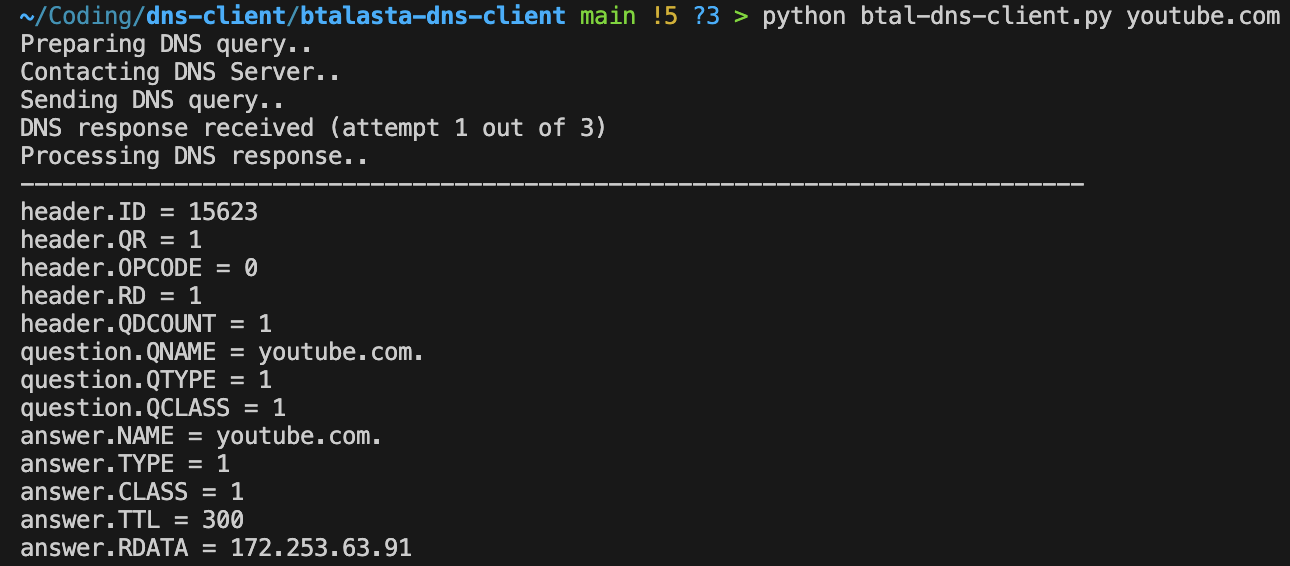 ~/Coding/dns-client/btalasta-dns-client main !5 ?3 > python btal-dns-client.py youtube.com
Preparing DNS query..
Contacting DNS Server..
Sending DNS query..
DNS response received (attempt 1 out of 3)
Processing DNS response..
----------------------------------------------------------------------------
header.ID = 15623
header.QR = 1
header.OPCODE = 0
header.RD = 1
header.QDCOUNT = 1
question.QNAME = youtube.com.
question.QTYPE = 1
question.QCLASS = 1
answer.NAME = youtube.com.
answer.TYPE = 1
answer.CLASS = 1
answer.TTL = 300
answer.RDATA = 172.253.63.91